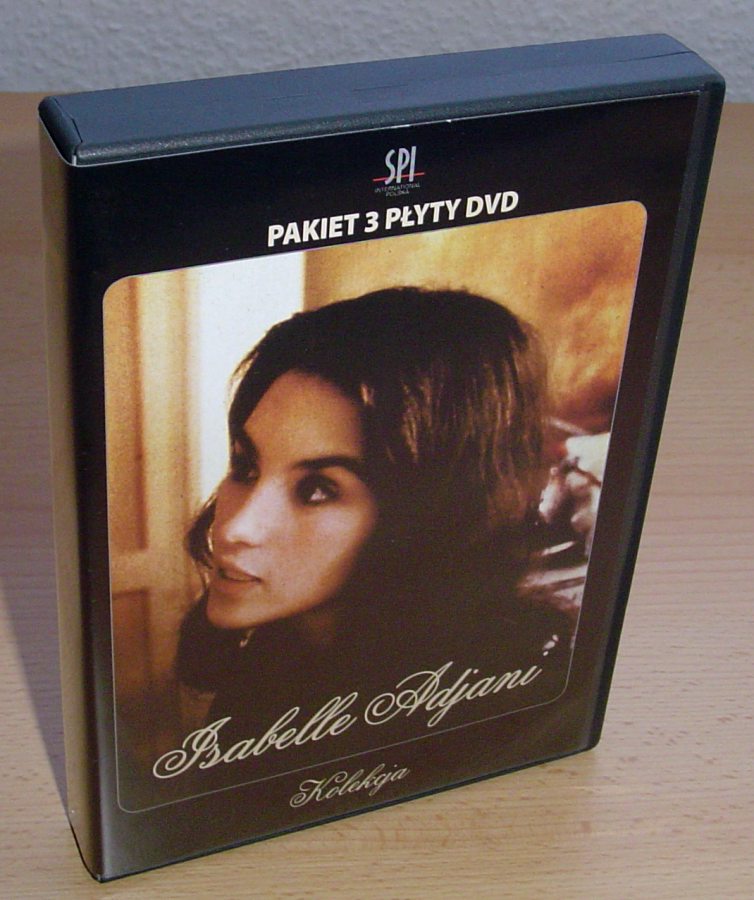 SPI
INTERNATIONAL
POLSKA
PAKIET 3 PŁYTY DVD
Isabelle Adjani
Kolekcja